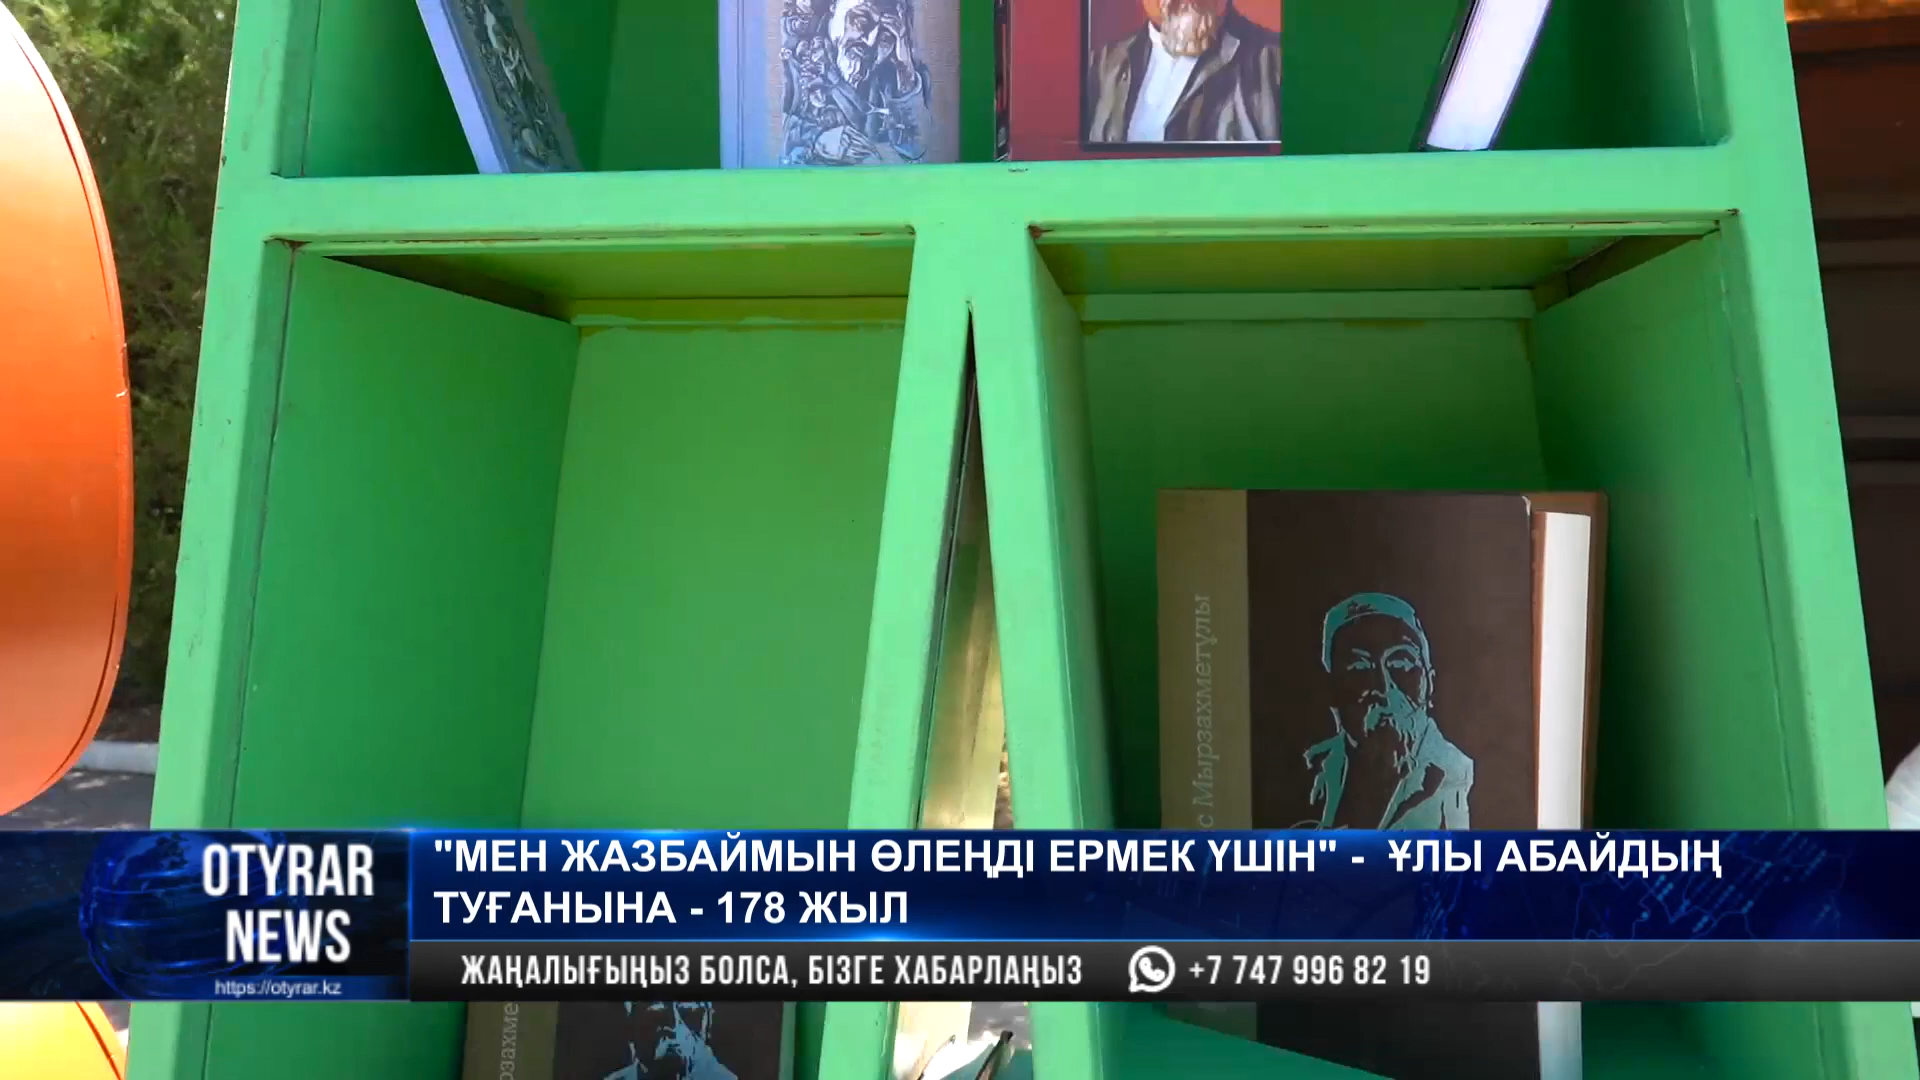 Мырзахметұлы
OTYRAR
NEWS
https://otyrar.kz
"МЕН ЖАЗБАЙМЫН ӨЛЕҢДІ ЕРМЕК ҮШІН" - ҰЛЫ АБАЙДЫҢ
ТУҒАНЫНА - 178 ЖЫЛ
ЖАҢАЛЫҒЫҢЫЗ БОЛСА, БІЗГЕ ХАБАРЛАҢЫЗ +7 747 996 82 19